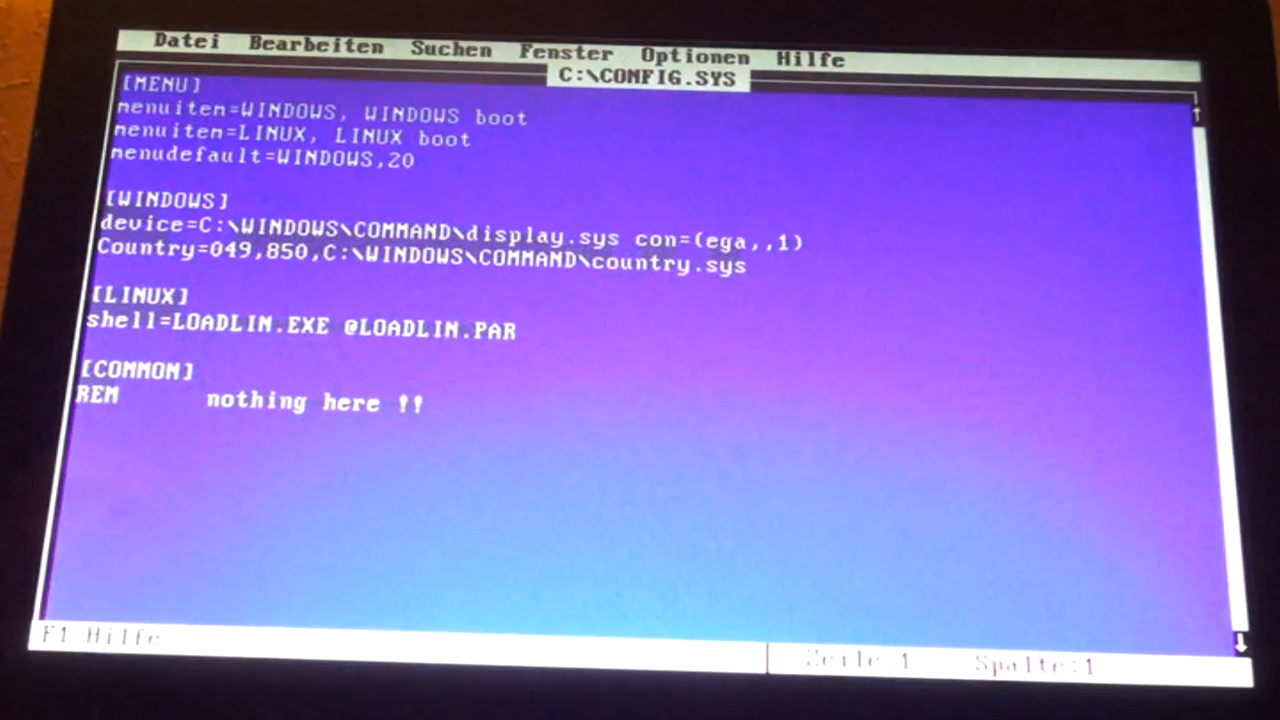 Datei Bearbeiten Suchen Fenster Optionen Hilfe
C:\CONFIG.SYS
[MENU]
menuitem=WINDOWS, WINDOWS boot
menuitem=LINUX, LINUX boot
menudefault=WINDOWS,20
[WINDOWS]
device=C:\WINDOWS\COMMAND\display.sys con=(ega,,1)
Country=049,850,C:\WINDOWS\COMMAND\country.sys
[LINUX]
shell=LOADLIN.EXE @LOADLIN.PAR
[COMMON]
REM nothing here !!
F1 Hilfe Zeile:1 Spalte:1